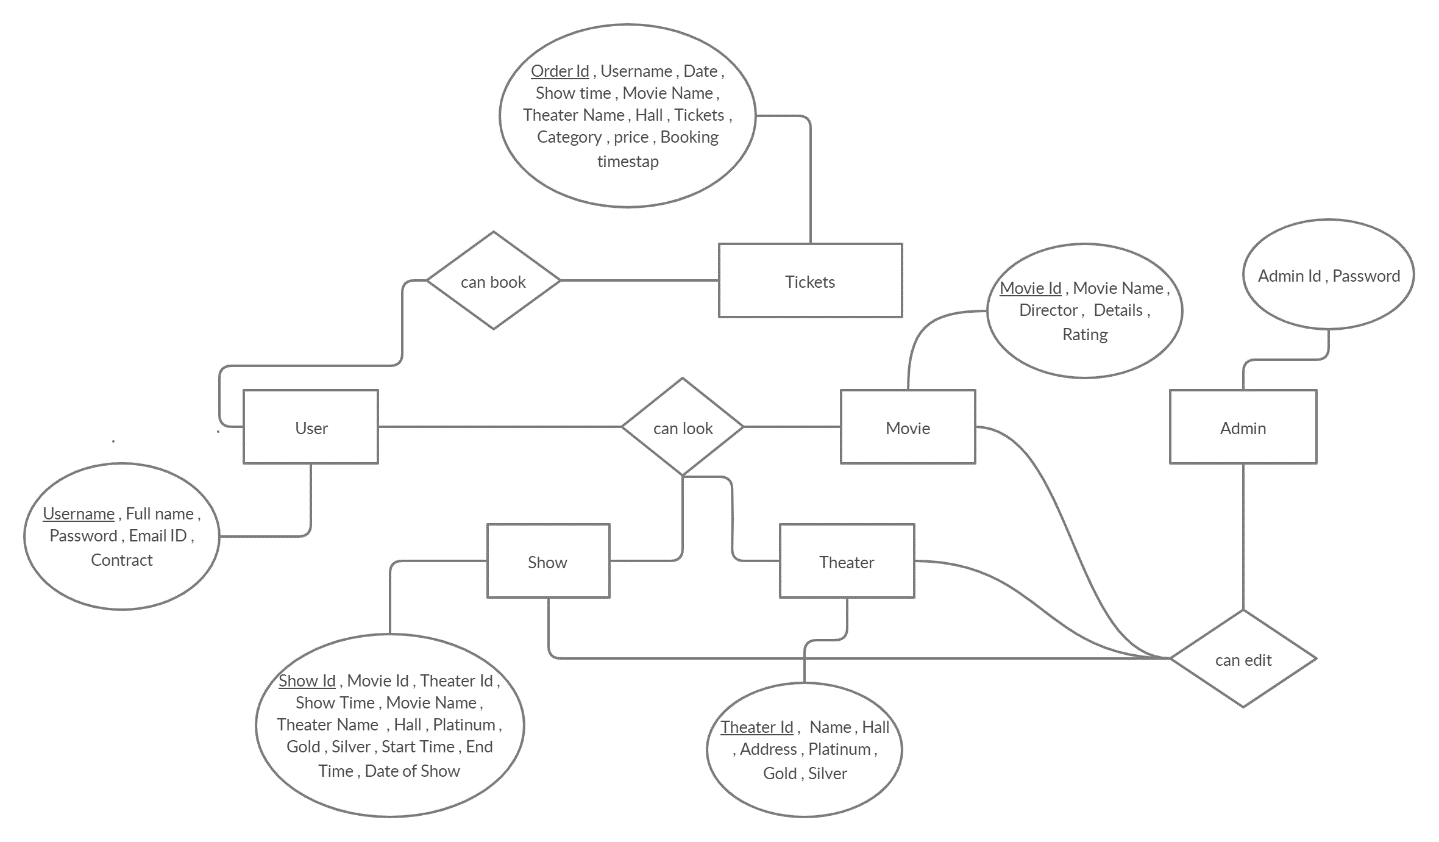 Order Id , Username , Date ,
Show time , Movie Name ,
Theater Name , Hall , Tickets ,
Category , price , Booking
timestap
can book
Tickets
Movie Id , Movie Name ,
Director , Details ,
Rating
Admin Id , Password
User
can look
Movie
Admin
Username , Full name ,
Password , Email ID ,
Contract
Show
Theater
can edit
Show Id , Movie Id , Theater Id ,
Show Time , Movie Name ,
Theater Name , Hall , Platinum ,
Gold , Silver , Start Time , End
Time , Date of Show
Theater Id , Name , Hall
, Address , Platinum ,
Gold , Silver